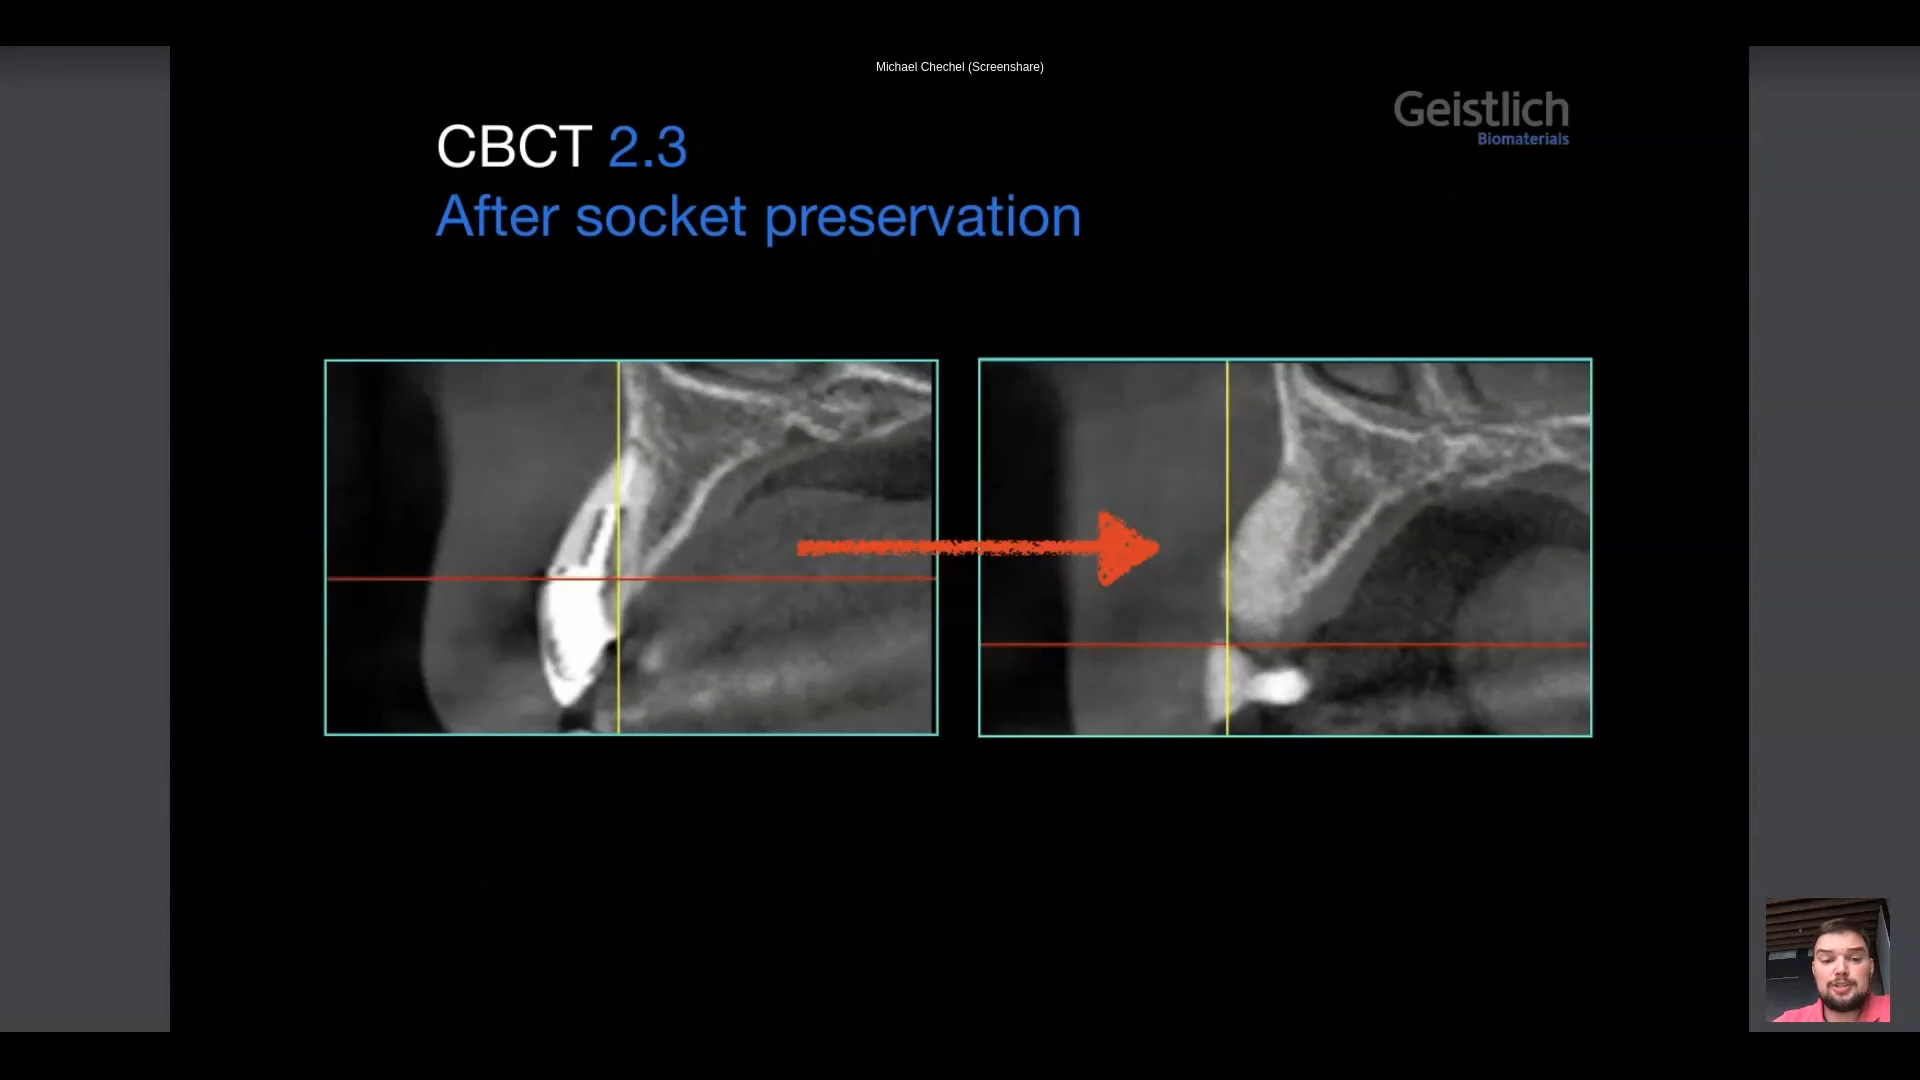 Michael Chechel (Screenshare)
Geistlich
Biomaterials
CBCT 2.3
After socket preservation